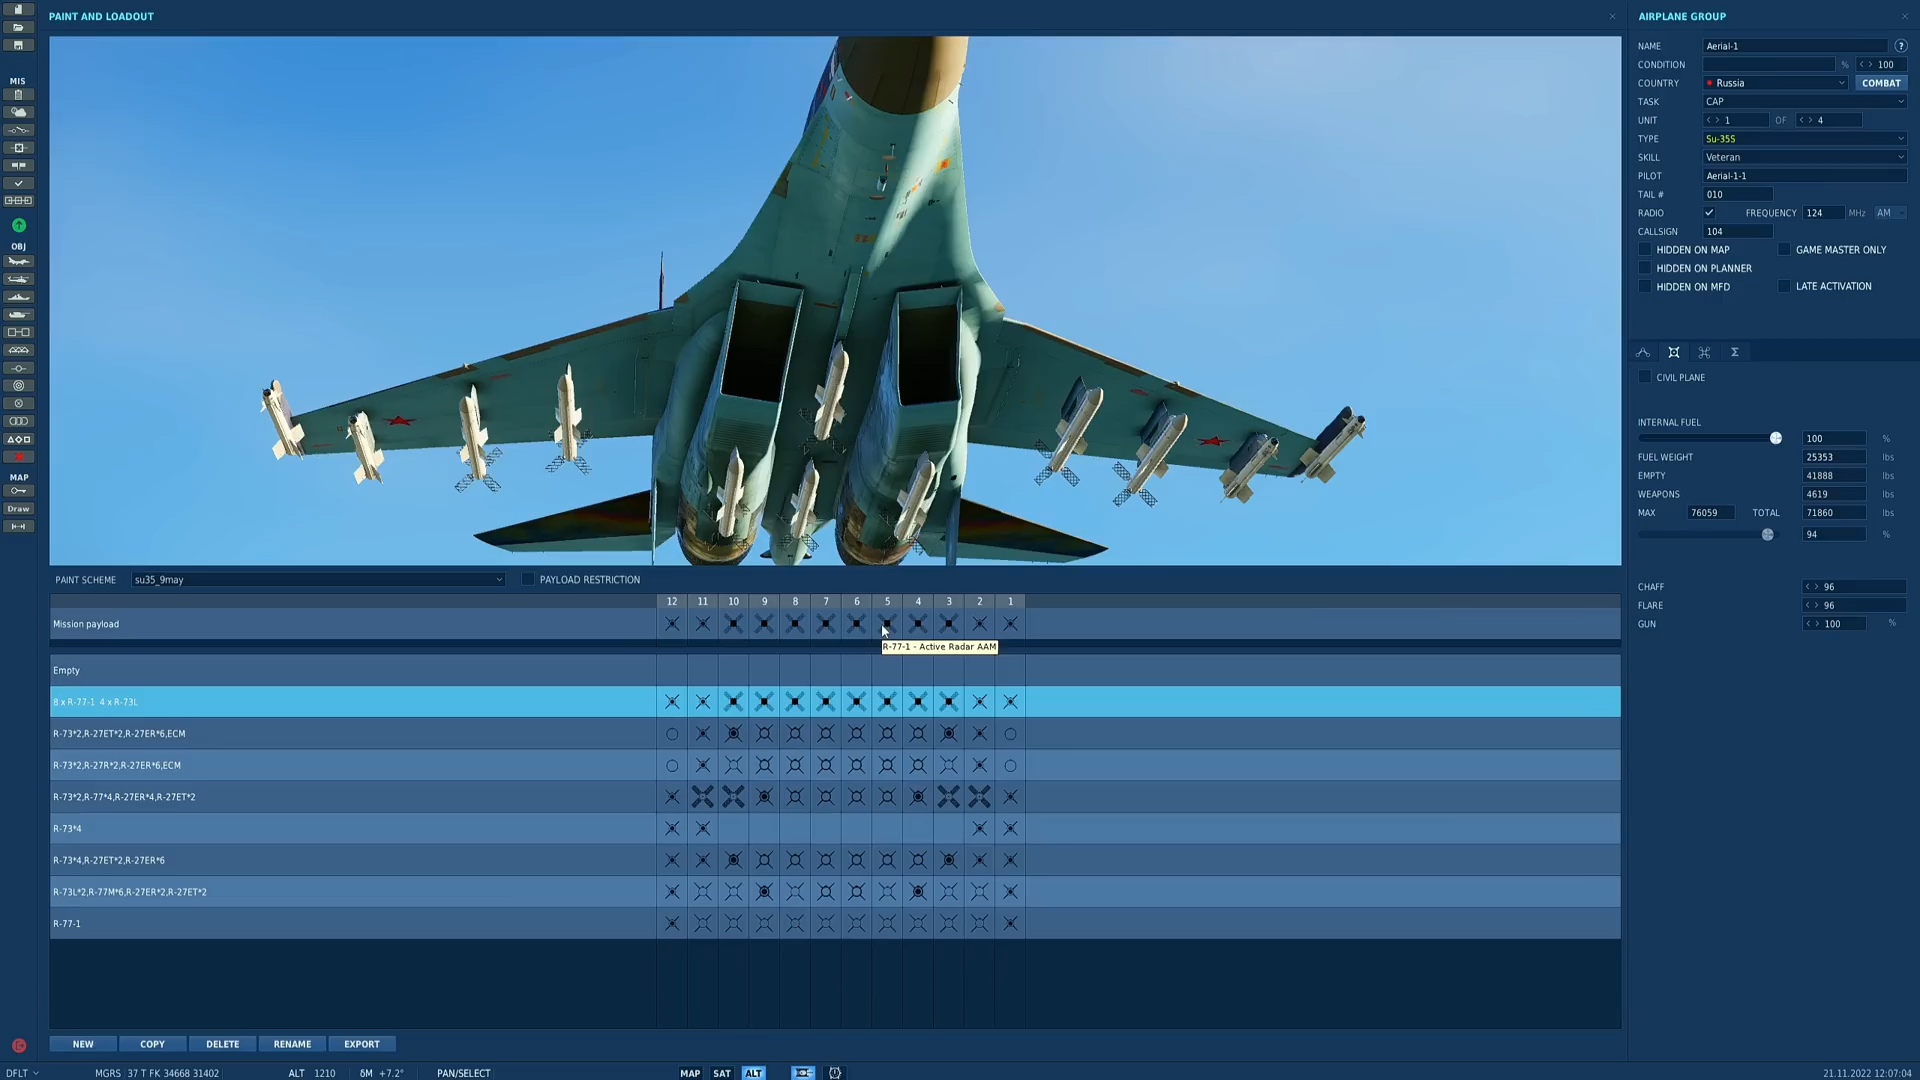 PAINT AND LOADOUT
AIRPLANE GROUP
NAME Aerial-1 ?
CONDITION % < > 100
COUNTRY Russia COMBAT
TASK CAP
UNIT < > 1 OF < > 4
TYPE Su-35S
SKILL Veteran
PILOT Aerial-1-1
TAIL # 010
RADIO FREQUENCY 124 MHz AM
CALLSIGN 104
HIDDEN ON MAP GAME MASTER ONLY
HIDDEN ON PLANNER
HIDDEN ON MFD LATE ACTIVATION
CIVIL PLANE
INTERNAL FUEL
100 %
FUEL WEIGHT 25353 lbs
EMPTY 41888 lbs
WEAPONS 4619 lbs
MAX 76059 TOTAL 71860 lbs
94 %
CHAFF < > 96
FLARE < > 96
GUN < > 100 %
MIS
OBJ
MAP
Draw
PAINT SCHEME su35_9may PAYLOAD RESTRICTION
12 11 10 9 8 7 6 5 4 3 2 1
Mission payload
R-77-1 - Active Radar AAM
Empty
8 x R-77-1 4 x R-73L
R-73*2,R-27ET*2,R-27ER*6,ECM
R-73*2,R-27R*2,R-27ER*6,ECM
R-73*2,R-77*4,R-27ER*4,R-27ET*2
R-73*4
R-73*4,R-27ET*2,R-27ER*6
R-73L*2,R-77M*6,R-27ER*2,R-27ET*2
R-77-1
NEW COPY DELETE RENAME EXPORT
DFLT MGRS 37 T FK 34668 31402 ALT 1210 δM +7.2° PAN/SELECT MAP SAT ALT 21.11.2022 12:07:04